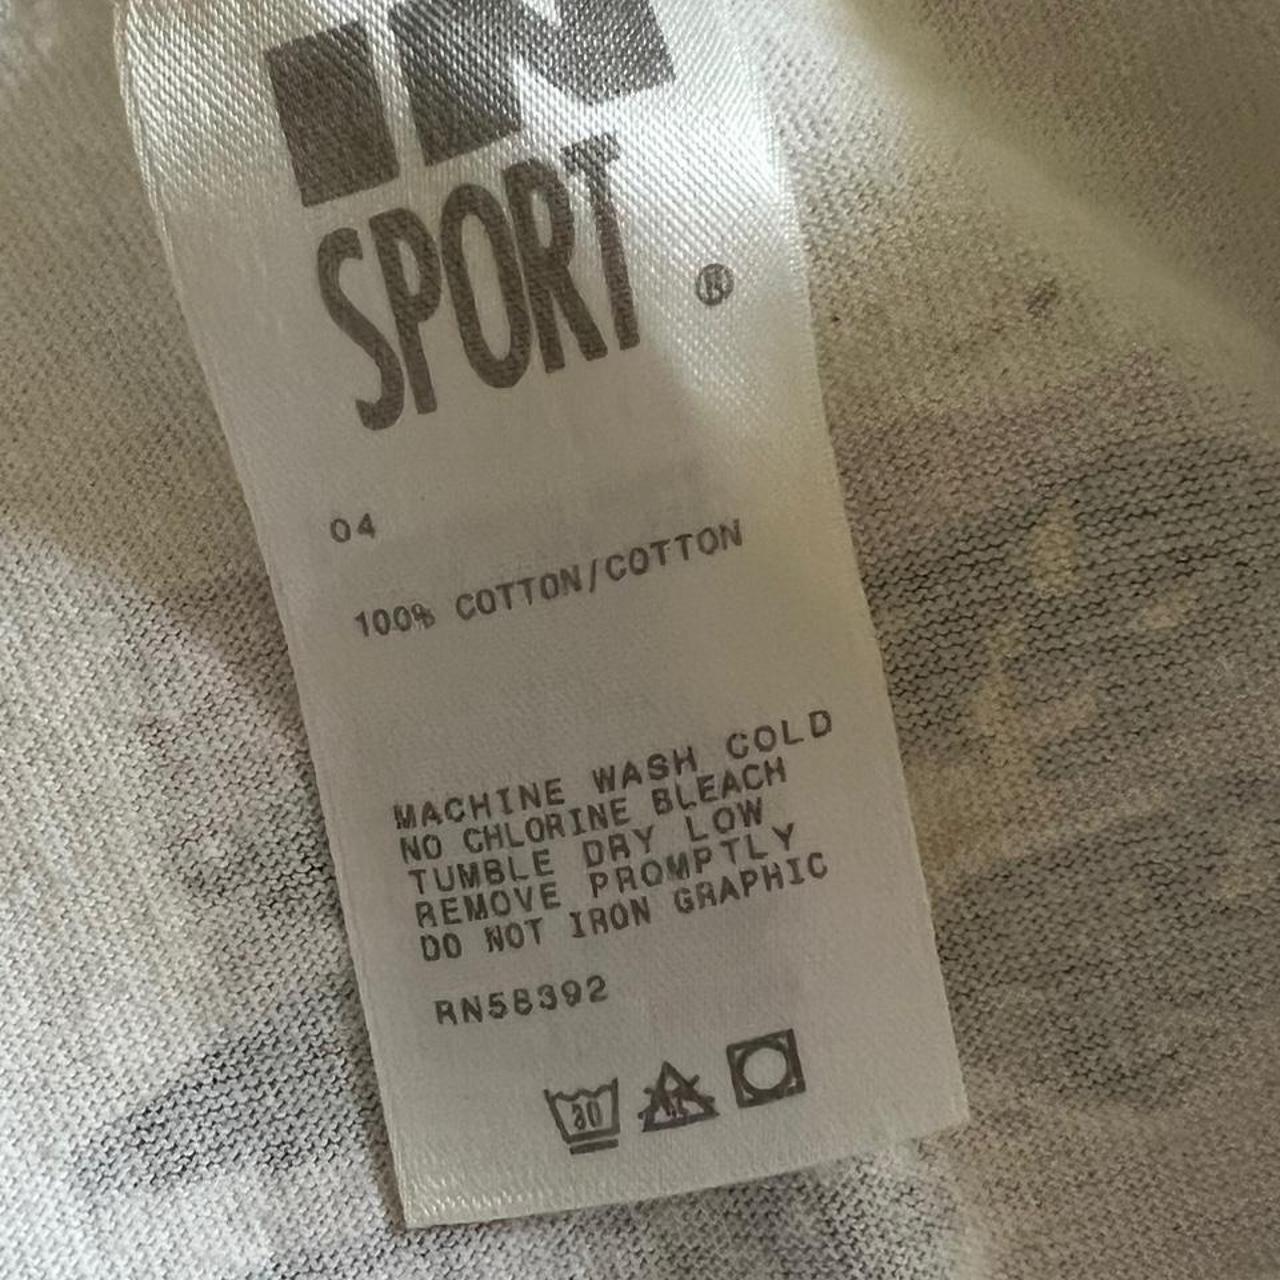 IN
SPORT
®
04
100% COTTON/COTTON
MACHINE WASH COLD
NO CHLORINE BLEACH
TUMBLE DRY LOW
REMOVE PROMPTLY
DO NOT IRON GRAPHIC
RN58392
30